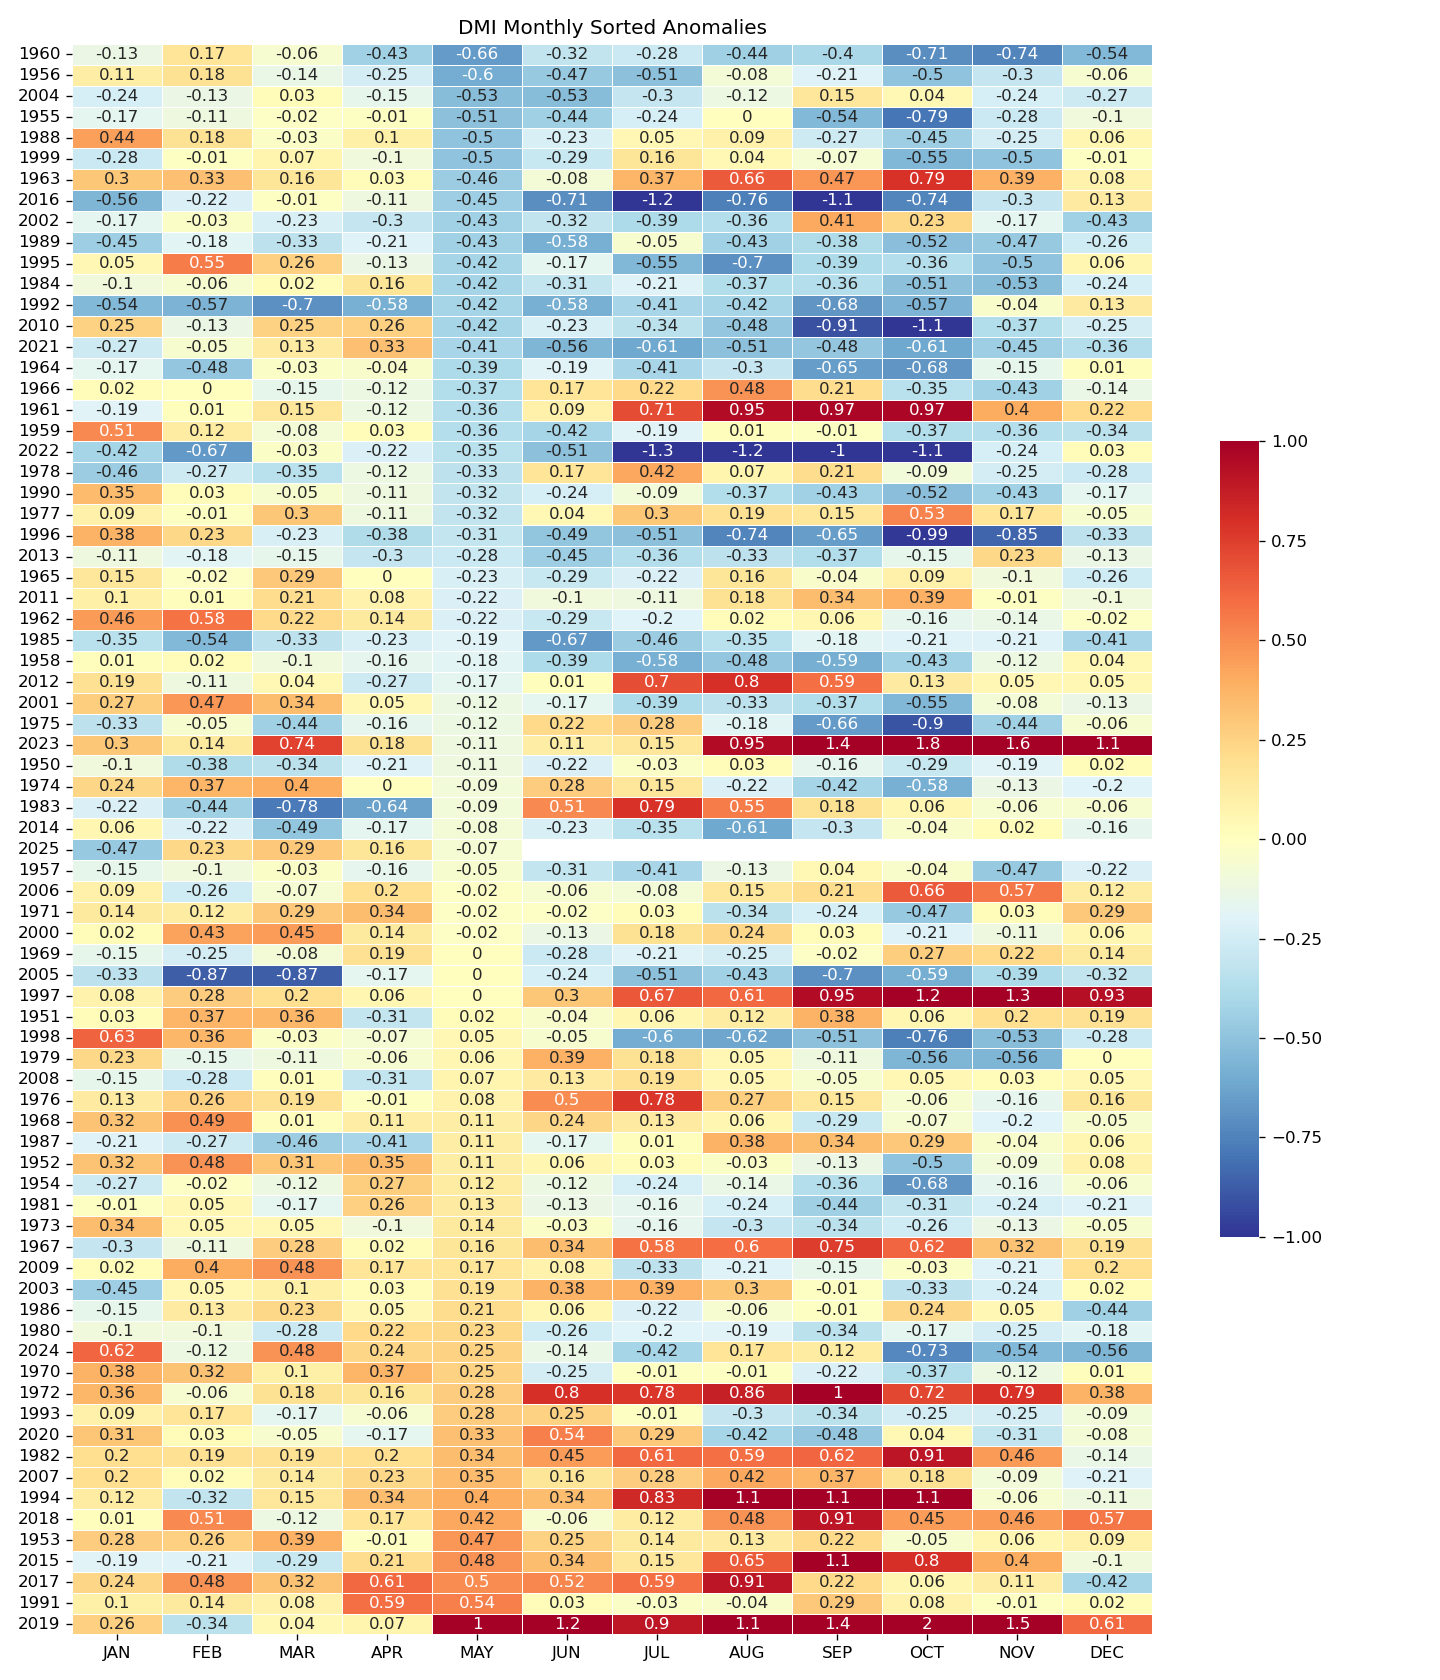 DMI Monthly Sorted Anomalies
1960 -0.13 0.17 -0.06 -0.43 -0.66 -0.32 -0.28 -0.44 -0.4 -0.71 -0.74 -0.54
1956 0.11 0.18 -0.14 -0.25 -0.6 -0.47 -0.51 -0.08 -0.21 -0.5 -0.3 -0.06
2004 -0.24 -0.13 0.03 -0.15 -0.53 -0.53 -0.3 -0.12 0.15 0.04 -0.24 -0.27
1955 -0.17 -0.11 -0.02 -0.01 -0.51 -0.44 -0.24 0 -0.54 -0.79 -0.28 -0.1
1988 0.44 0.18 -0.03 0.1 -0.5 -0.23 0.05 0.09 -0.27 -0.45 -0.25 0.06
1999 -0.28 -0.01 0.07 -0.1 -0.5 -0.29 0.16 0.04 -0.07 -0.55 -0.5 -0.01
1963 0.3 0.33 0.16 0.03 -0.46 -0.08 0.37 0.66 0.47 0.79 0.39 0.08
2016 -0.56 -0.22 -0.01 -0.11 -0.45 -0.71 -1.2 -0.76 -1.1 -0.74 -0.3 0.13
2002 -0.17 -0.03 -0.23 -0.3 -0.43 -0.32 -0.39 -0.36 0.41 0.23 -0.17 -0.43
1989 -0.45 -0.18 -0.33 -0.21 -0.43 -0.58 -0.05 -0.43 -0.38 -0.52 -0.47 -0.26
1995 0.05 0.55 0.26 -0.13 -0.42 -0.17 -0.55 -0.7 -0.39 -0.36 -0.5 0.06
1984 -0.1 -0.06 0.02 0.16 -0.42 -0.31 -0.21 -0.37 -0.36 -0.51 -0.53 -0.24
1992 -0.54 -0.57 -0.7 -0.58 -0.42 -0.58 -0.41 -0.42 -0.68 -0.57 -0.04 0.13
2010 0.25 -0.13 0.25 0.26 -0.42 -0.23 -0.34 -0.48 -0.91 -1.1 -0.37 -0.25
2021 -0.27 -0.05 0.13 0.33 -0.41 -0.56 -0.61 -0.51 -0.48 -0.61 -0.45 -0.36
1964 -0.17 -0.48 -0.03 -0.04 -0.39 -0.19 -0.41 -0.3 -0.65 -0.68 -0.15 0.01
1966 0.02 0 -0.15 -0.12 -0.37 0.17 0.22 0.48 0.21 -0.35 -0.43 -0.14
1961 -0.19 0.01 0.15 -0.12 -0.36 0.09 0.71 0.95 0.97 0.97 0.4 0.22
1959 0.51 0.12 -0.08 0.03 -0.36 -0.42 -0.19 0.01 -0.01 -0.37 -0.36 -0.34
2022 -0.42 -0.67 -0.03 -0.22 -0.35 -0.51 -1.3 -1.2 -1 -1.1 -0.24 0.03
1978 -0.46 -0.27 -0.35 -0.12 -0.33 0.17 0.42 0.07 0.21 -0.09 -0.25 -0.28
1990 0.35 0.03 -0.05 -0.11 -0.32 -0.24 -0.09 -0.37 -0.43 -0.52 -0.43 -0.17
1977 0.09 -0.01 0.3 -0.11 -0.32 0.04 0.3 0.19 0.15 0.53 0.17 -0.05
1996 0.38 0.23 -0.23 -0.38 -0.31 -0.49 -0.51 -0.74 -0.65 -0.99 -0.85 -0.33
2013 -0.11 -0.18 -0.15 -0.3 -0.28 -0.45 -0.36 -0.33 -0.37 -0.15 0.23 -0.13
1965 0.15 -0.02 0.29 0 -0.23 -0.29 -0.22 0.16 -0.04 0.09 -0.1 -0.26
2011 0.1 0.01 0.21 0.08 -0.22 -0.1 -0.11 0.18 0.34 0.39 -0.01 -0.1
1962 0.46 0.58 0.22 0.14 -0.22 -0.29 -0.2 0.02 0.06 -0.16 -0.14 -0.02
1985 -0.35 -0.54 -0.33 -0.23 -0.19 -0.67 -0.46 -0.35 -0.18 -0.21 -0.21 -0.41
1958 0.01 0.02 -0.1 -0.16 -0.18 -0.39 -0.58 -0.48 -0.59 -0.43 -0.12 0.04
2012 0.19 -0.11 0.04 -0.27 -0.17 0.01 0.7 0.8 0.59 0.13 0.05 0.05
2001 0.27 0.47 0.34 0.05 -0.12 -0.17 -0.39 -0.33 -0.37 -0.55 -0.08 -0.13
1975 -0.33 -0.05 -0.44 -0.16 -0.12 0.22 0.28 -0.18 -0.66 -0.9 -0.44 -0.06
2023 0.3 0.14 0.74 0.18 -0.11 0.11 0.15 0.95 1.4 1.8 1.6 1.1
1950 -0.1 -0.38 -0.34 -0.21 -0.11 -0.22 -0.03 0.03 -0.16 -0.29 -0.19 0.02
1974 0.24 0.37 0.4 0 -0.09 0.28 0.15 -0.22 -0.42 -0.58 -0.13 -0.2
1983 -0.22 -0.44 -0.78 -0.64 -0.09 0.51 0.79 0.55 0.18 0.06 -0.06 -0.06
2014 0.06 -0.22 -0.49 -0.17 -0.08 -0.23 -0.35 -0.61 -0.3 -0.04 0.02 -0.16
2025 -0.47 0.23 0.29 0.16 -0.07
1957 -0.15 -0.1 -0.03 -0.16 -0.05 -0.31 -0.41 -0.13 0.04 -0.04 -0.47 -0.22
2006 0.09 -0.26 -0.07 0.2 -0.02 -0.06 -0.08 0.15 0.21 0.66 0.57 0.12
1971 0.14 0.12 0.29 0.34 -0.02 -0.02 0.03 -0.34 -0.24 -0.47 0.03 0.29
2000 0.02 0.43 0.45 0.14 -0.02 -0.13 0.18 0.24 0.03 -0.21 -0.11 0.06
1969 -0.15 -0.25 -0.08 0.19 0 -0.28 -0.21 -0.25 -0.02 0.27 0.22 0.14
2005 -0.33 -0.87 -0.87 -0.17 0 -0.24 -0.51 -0.43 -0.7 -0.59 -0.39 -0.32
1997 0.08 0.28 0.2 0.06 0 0.3 0.67 0.61 0.95 1.2 1.3 0.93
1951 0.03 0.37 0.36 -0.31 0.02 -0.04 0.06 0.12 0.38 0.06 0.2 0.19
1998 0.63 0.36 -0.03 -0.07 0.05 -0.05 -0.6 -0.62 -0.51 -0.76 -0.53 -0.28
1979 0.23 -0.15 -0.11 -0.06 0.06 0.39 0.18 0.05 -0.11 -0.56 -0.56 0
2008 -0.15 -0.28 0.01 -0.31 0.07 0.13 0.19 0.05 -0.05 0.05 0.03 0.05
1976 0.13 0.26 0.19 -0.01 0.08 0.5 0.78 0.27 0.15 -0.06 -0.16 0.16
1968 0.32 0.49 0.01 0.11 0.11 0.24 0.13 0.06 -0.29 -0.07 -0.2 -0.05
1987 -0.21 -0.27 -0.46 -0.41 0.11 -0.17 0.01 0.38 0.34 0.29 -0.04 0.06
1952 0.32 0.48 0.31 0.35 0.11 0.06 0.03 -0.03 -0.13 -0.5 -0.09 0.08
1954 -0.27 -0.02 -0.12 0.27 0.12 -0.12 -0.24 -0.14 -0.36 -0.68 -0.16 -0.06
1981 -0.01 0.05 -0.17 0.26 0.13 -0.13 -0.16 -0.24 -0.44 -0.31 -0.24 -0.21
1973 0.34 0.05 0.05 -0.1 0.14 -0.03 -0.16 -0.3 -0.34 -0.26 -0.13 -0.05
1967 -0.3 -0.11 0.28 0.02 0.16 0.34 0.58 0.6 0.75 0.62 0.32 0.19
2009 0.02 0.4 0.48 0.17 0.17 0.08 -0.33 -0.21 -0.15 -0.03 -0.21 0.2
2003 -0.45 0.05 0.1 0.03 0.19 0.38 0.39 0.3 -0.01 -0.33 -0.24 0.02
1986 -0.15 0.13 0.23 0.05 0.21 0.06 -0.22 -0.06 -0.01 0.24 0.05 -0.44
1980 -0.1 -0.1 -0.28 0.22 0.23 -0.26 -0.2 -0.19 -0.34 -0.17 -0.25 -0.18
2024 0.62 -0.12 0.48 0.24 0.25 -0.14 -0.42 0.17 0.12 -0.73 -0.54 -0.56
1970 0.38 0.32 0.1 0.37 0.25 -0.25 -0.01 -0.01 -0.22 -0.37 -0.12 0.01
1972 0.36 -0.06 0.18 0.16 0.28 0.8 0.78 0.86 1 0.72 0.79 0.38
1993 0.09 0.17 -0.17 -0.06 0.28 0.25 -0.01 -0.3 -0.34 -0.25 -0.25 -0.09
2020 0.31 0.03 -0.05 -0.17 0.33 0.54 0.29 -0.42 -0.48 0.04 -0.31 -0.08
1982 0.2 0.19 0.19 0.2 0.34 0.45 0.61 0.59 0.62 0.91 0.46 -0.14
2007 0.2 0.02 0.14 0.23 0.35 0.16 0.28 0.42 0.37 0.18 -0.09 -0.21
1994 0.12 -0.32 0.15 0.34 0.4 0.34 0.83 1.1 1.1 1.1 -0.06 -0.11
2018 0.01 0.51 -0.12 0.17 0.42 -0.06 0.12 0.48 0.91 0.45 0.46 0.57
1953 0.28 0.26 0.39 -0.01 0.47 0.25 0.14 0.13 0.22 -0.05 0.06 0.09
2015 -0.19 -0.21 -0.29 0.21 0.48 0.34 0.15 0.65 1.1 0.8 0.4 -0.1
2017 0.24 0.48 0.32 0.61 0.5 0.52 0.59 0.91 0.22 0.06 0.11 -0.42
1991 0.1 0.14 0.08 0.59 0.54 0.03 -0.03 -0.04 0.29 0.08 -0.01 0.02
2019 0.26 -0.34 0.04 0.07 1 1.2 0.9 1.1 1.4 2 1.5 0.61
JAN FEB MAR APR MAY JUN JUL AUG SEP OCT NOV DEC
1.00
0.75
0.50
0.25
0.00
−0.25
−0.50
−0.75
−1.00